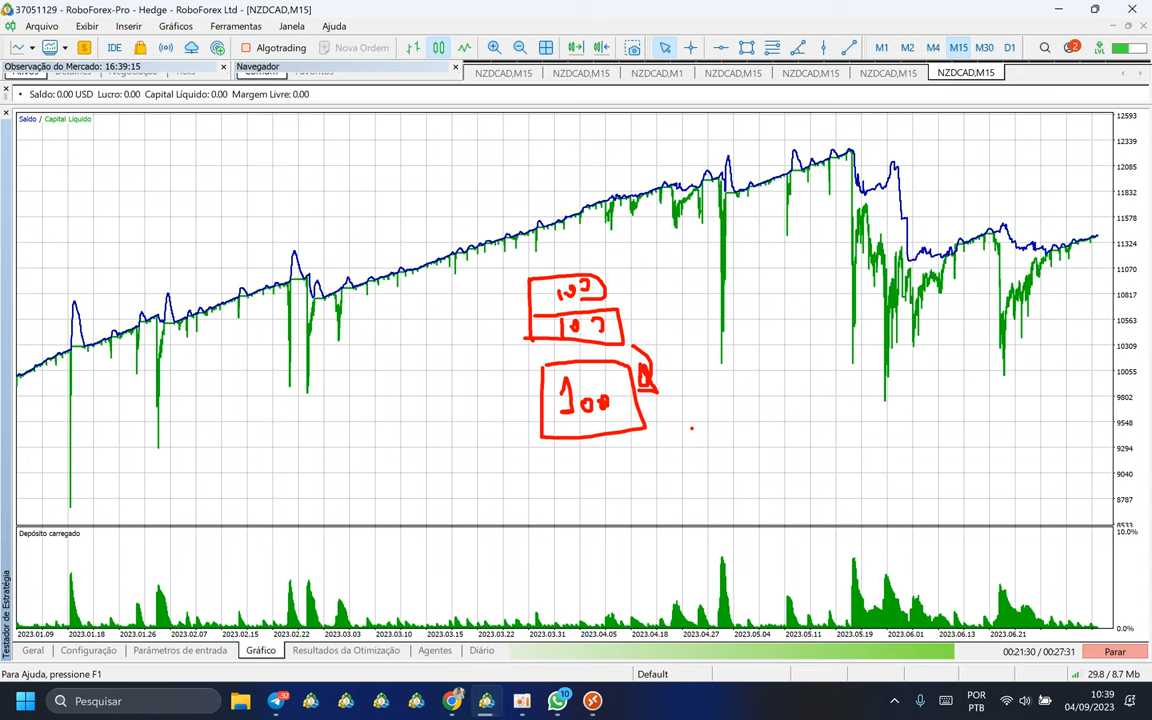 37051129 - RoboForex-Pro - Hedge - RoboForex Ltd - [NZDCAD,M15]
Arquivo Exibir Inserir Gráficos Ferramentas Janela Ajuda
IDE Algotrading Nova Ordem M1 M2 M4 M15 M30 D1 2 LVL
Observação do Mercado: 16:39:15 Navegador
NZDCAD,M15 NZDCAD,M15 NZDCAD,M1 NZDCAD,M15 NZDCAD,M15 NZDCAD,M15 NZDCAD,M15
• Saldo: 0.00 USD Lucro: 0.00 Capital Líquido: 0.00 Margem Livre: 0.00
Saldo / Capital Líquido
12593
12339
12085
11832
11578
11324
11070
10817
10563
10309
10055
9802
9548
9294
9040
8787
8533
100
Depósito carregado
10.0%
0.0%
2023.01.09 2023.01.18 2023.01.26 2023.02.07 2023.02.15 2023.02.22 2023.03.03 2023.03.10 2023.03.15 2023.03.22 2023.03.31 2023.04.05 2023.04.18 2023.04.27 2023.05.04 2023.05.11 2023.05.19 2023.06.01 2023.06.13 2023.06.21
Testador de Estratégia
Geral Configuração Parâmetros de entrada Gráfico Resultados da Otimização Agentes Diário 00:21:30 / 00:27:31 Parar
Para Ajuda, pressione F1 Default 29.8 / 8.7 Mb
Pesquisar 92 10 POR PTB 10:39 04/09/2023